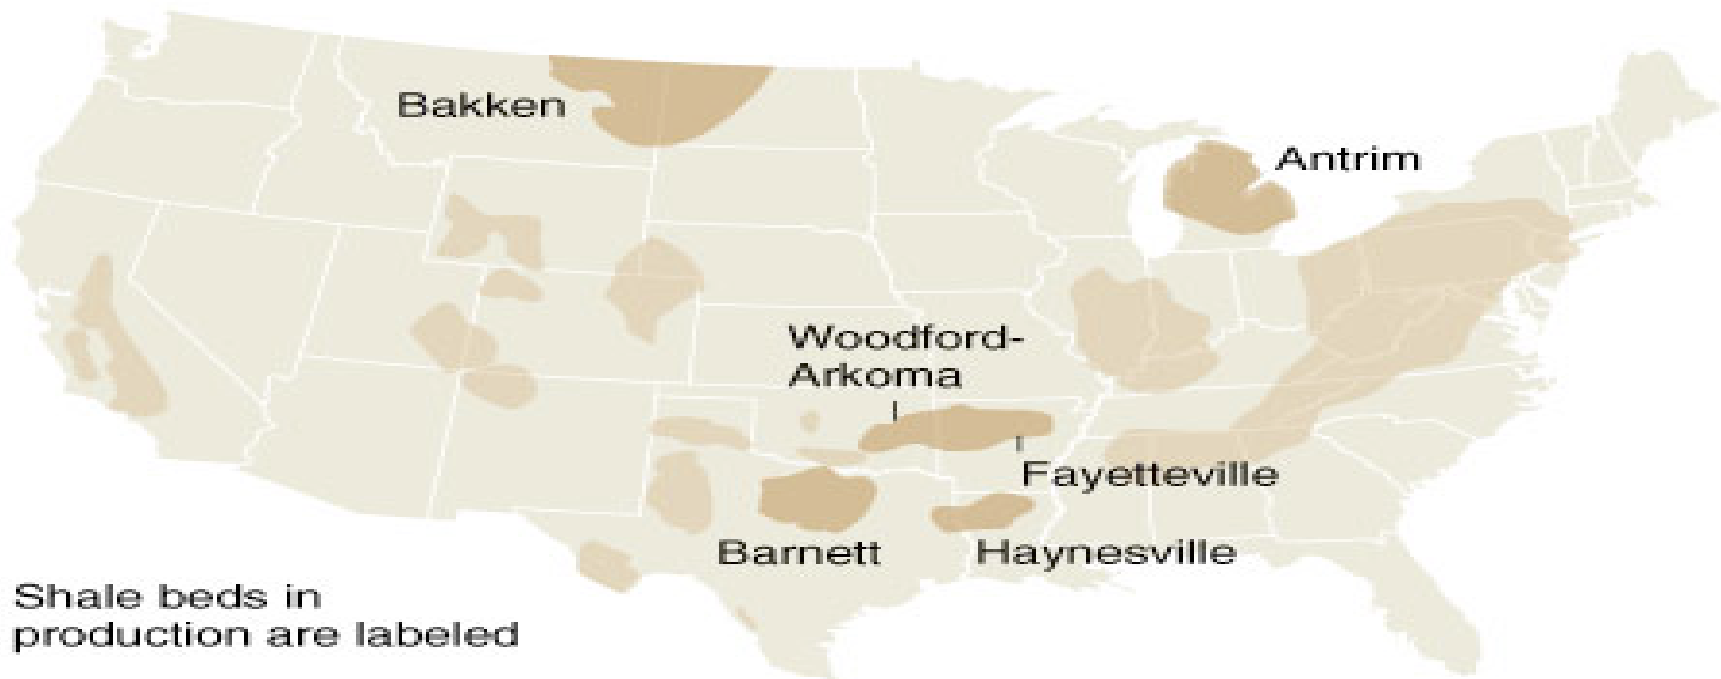 Bakken
Antrim
Woodford-
Arkoma
Fayetteville
Barnett
Haynesville
Shale beds in
production are labeled